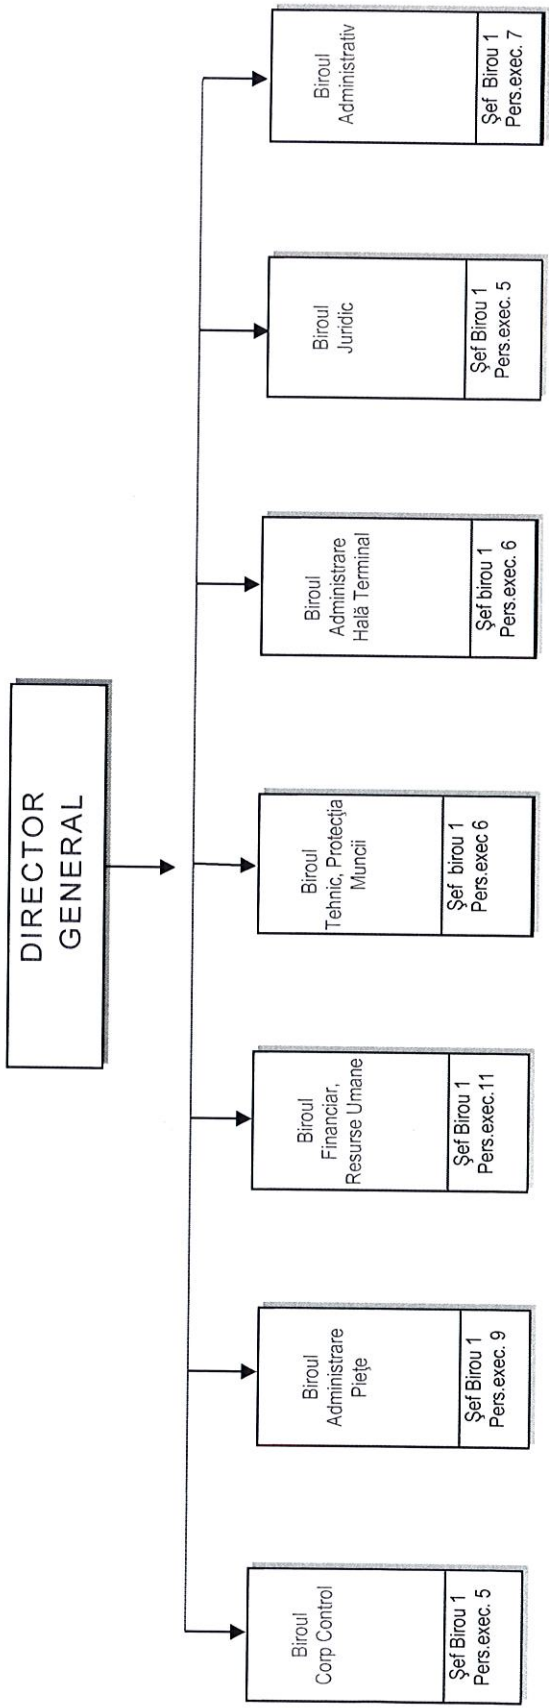 DIRECTOR
GENERAL
Biroul
Corp Control
Şef Birou 1
Pers.exec. 5
Biroul
Administrare
Pieţe
Şef Birou 1
Pers.exec. 9
Biroul
Financiar,
Resurse Umane
Şef Birou 1
Pers.exec.11
Biroul
Tehnic, Protecţia
Muncii
Şef birou 1
Pers.exec 6
Biroul
Administrare
Hală Terminal
Şef birou 1
Pers.exec. 6
Biroul
Juridic
Şef Birou 1
Pers.exec. 5
Biroul
Administrativ
Şef Birou 1
Pers.exec. 7